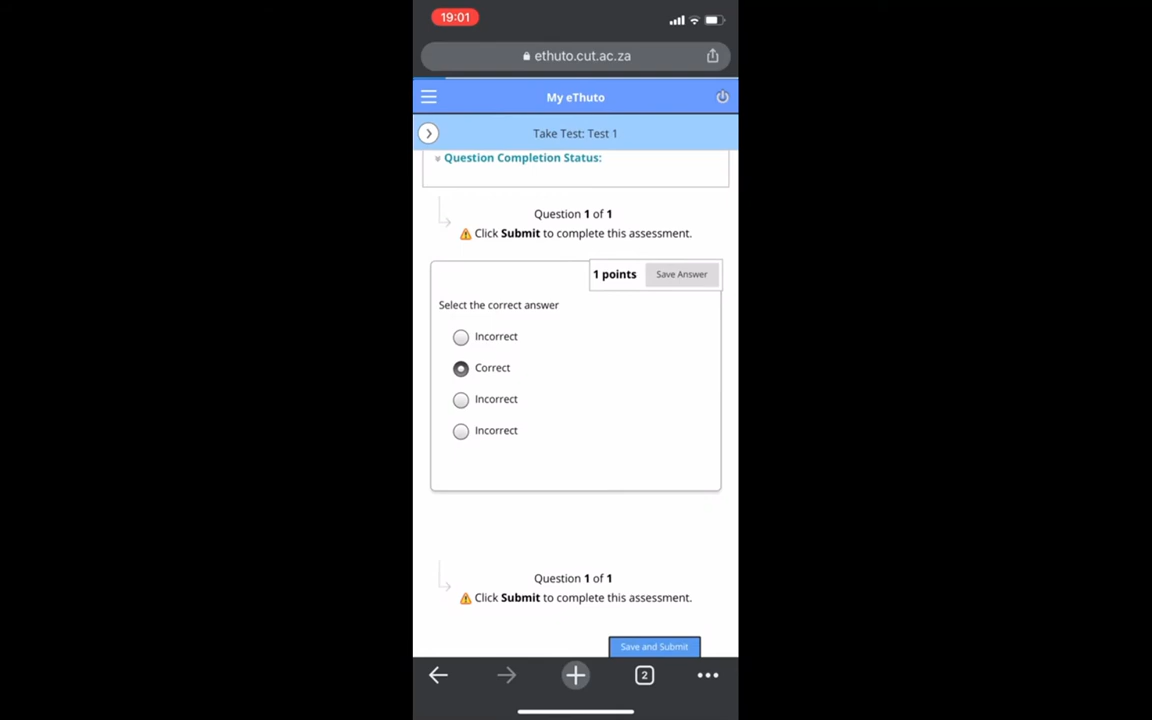 19:01
ethuto.cut.ac.za
My eThuto
Take Test: Test 1
Question Completion Status:
Question 1 of 1
Click Submit to complete this assessment.
1 points
Save Answer
Select the correct answer
Incorrect
Correct
Incorrect
Incorrect
Question 1 of 1
Click Submit to complete this assessment.
Save and Submit
2